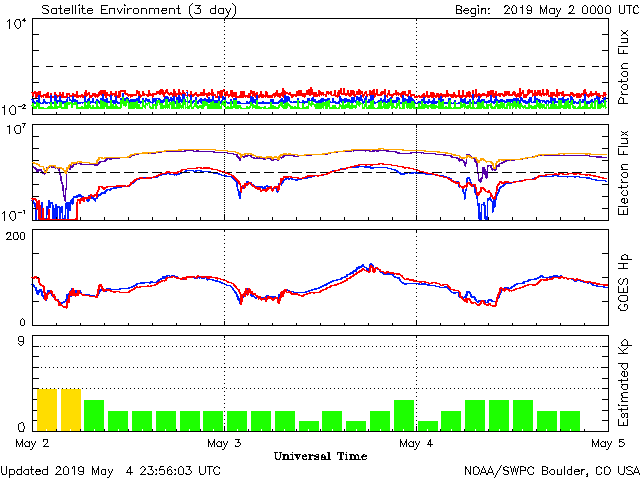 Satellite Environment (3 day) Begin: 2019 May 2 0000 UTC
10⁴
10⁻²
Proton Flux
10⁷
10⁻¹
Electron Flux
200
0
GOES Hp
9
0
Estimated Kp
May 2 May 3 May 4 May 5
Universal Time
Updated 2019 May 4 23:56:03 UTC NOAA/SWPC Boulder, CO USA